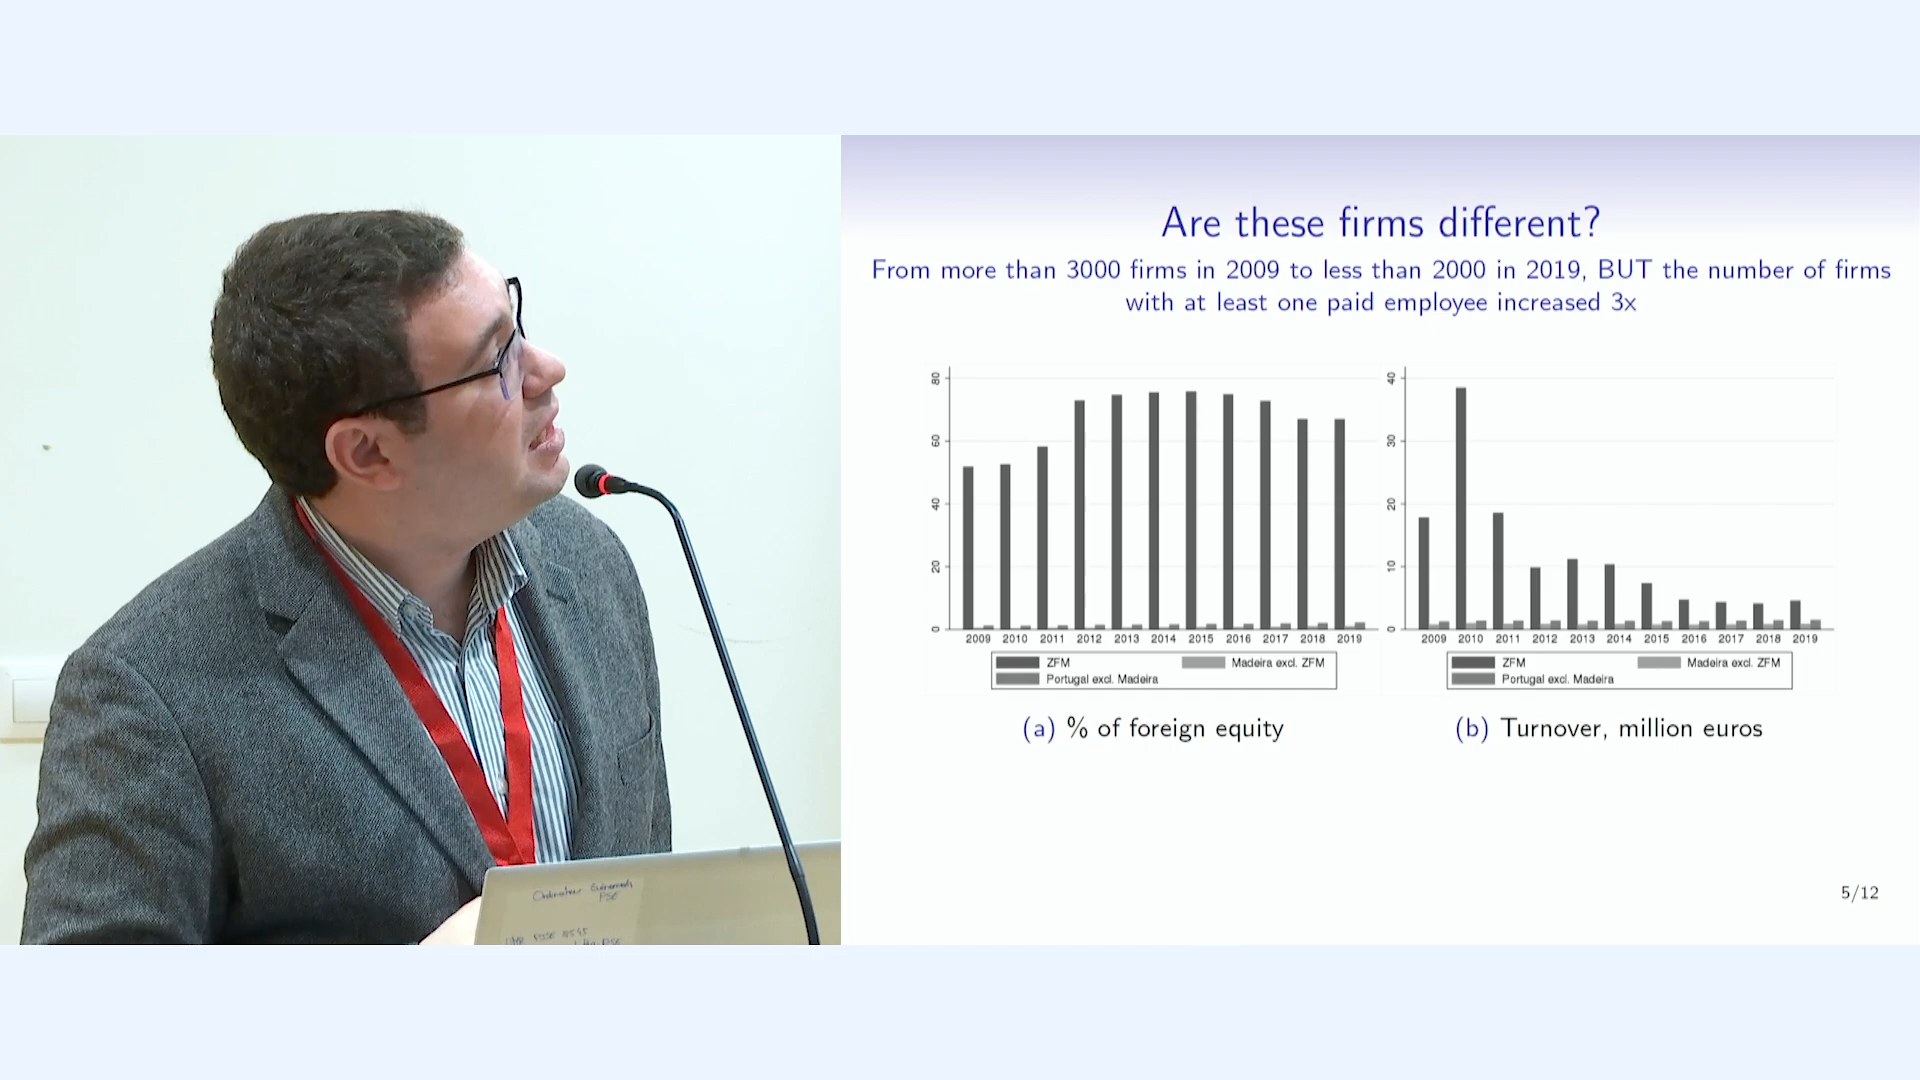 Are these firms different?
From more than 3000 firms in 2009 to less than 2000 in 2019, BUT the number of firms
with at least one paid employee increased 3x
80
60
40
20
0
2009 2010 2011 2012 2013 2014 2015 2016 2017 2018 2019
ZFM
Madeira excl. ZFM
Portugal excl. Madeira
(a) % of foreign equity
40
30
20
10
0
2009 2010 2011 2012 2013 2014 2015 2016 2017 2018 2019
ZFM
Madeira excl. ZFM
Portugal excl. Madeira
(b) Turnover, million euros
5/12
PSE